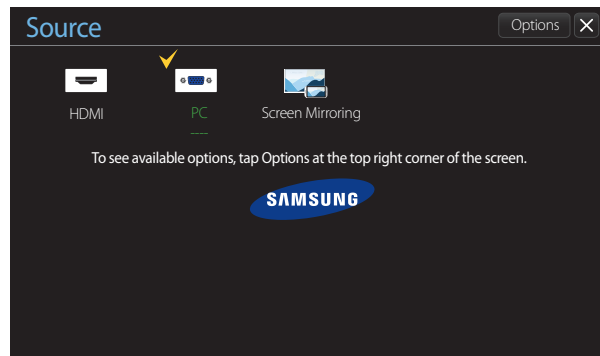 Source
Options
HDMI
PC
Screen Mirroring
----
To see available options, tap Options at the top right corner of the screen.
SAMSUNG